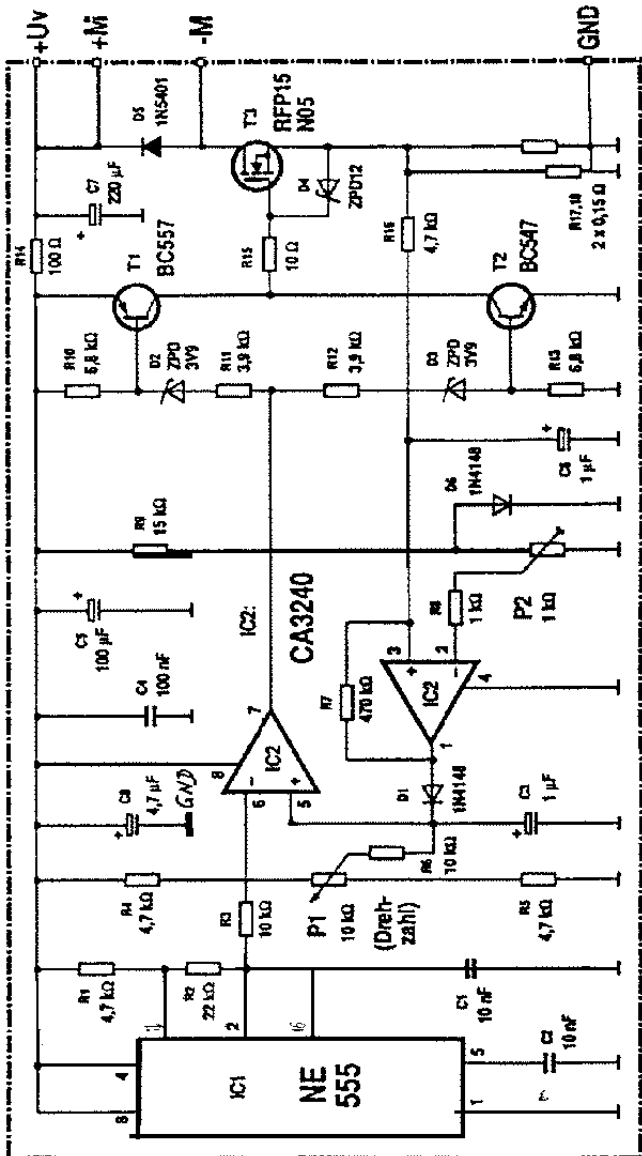 +Uv
+M
-M
GND
R14
100 Ω
C7
220 µF
+
D5
1N5401
T1
BC557
T3
RFP15
N05
R15
10 Ω
D4
ZPD12
R16
4,7 kΩ
R17,18
2 x 0,15 Ω
T2
BC547
R10
6,8 kΩ
D2
ZPD
3V9
R11
3,9 kΩ
R12
3,9 kΩ
D3
ZPD
3V9
R13
6,8 kΩ
C6
1 µF
+
D6
1N4148
R9
15 kΩ
P2
1 kΩ
R8
1 kΩ
C5
100 µF
+
C4
100 nF
IC2:
CA3240
R7
470 kΩ
IC2
3
2
4
1
+
-
IC2
8
7
6
5
-
+
C8
4,7 µF
+
GND
D1
1N4148
C3
1 µF
+
R6
10 kΩ
R4
4,7 kΩ
P1
10 kΩ
(Dreh-
zahl)
R5
4,7 kΩ
R3
10 kΩ
R1
4,7 kΩ
R2
22 kΩ
C1
10 nF
C2
10 nF
IC1
NE
555
8
4
2
6
5
1